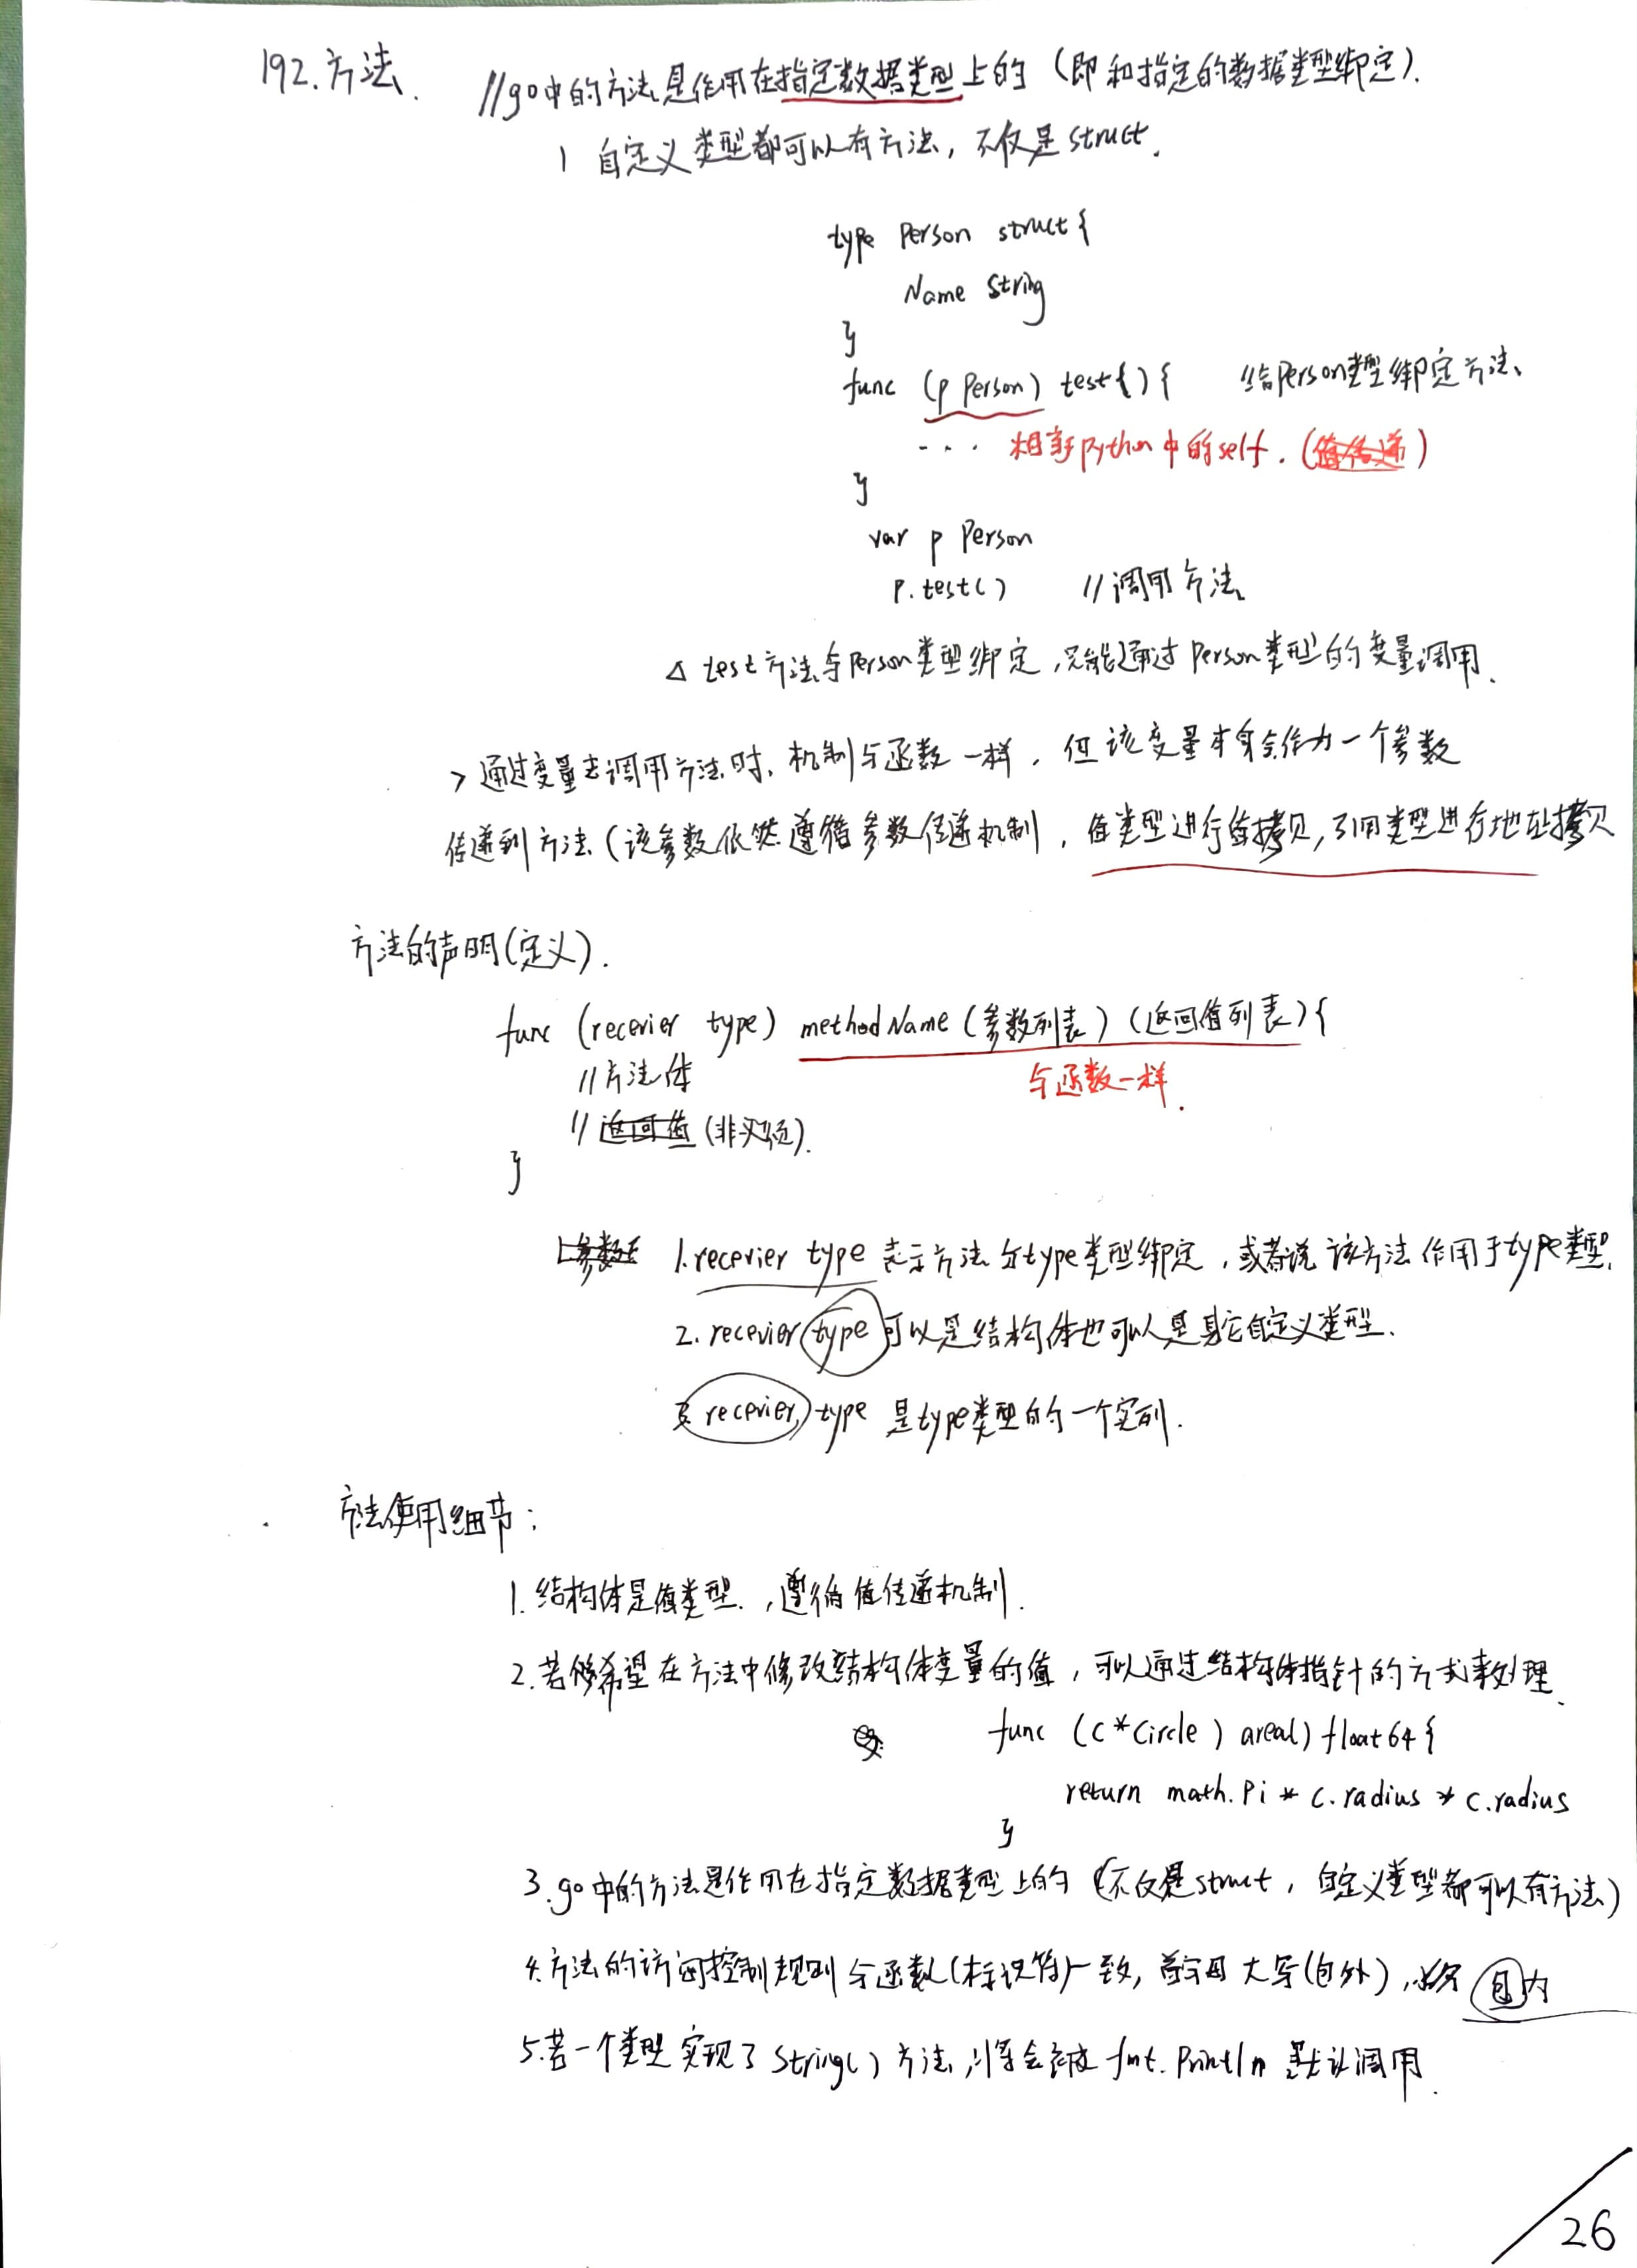 192.方法. //go中的方法是作用在指定数据类型上的 (即和指定的数据类型绑定).
1 自定义类型都可以有方法, 不仅是struct.
type Person struct {
Name String
}
func (p Person) test() { //给Person类型绑定方法
.... 相当于python中的self. (值传递)
}
var p Person
p.test() //调用方法
△ test方法与Person类型绑定,只能通过Person类型的变量调用.
> 通过变量去调用方法时, 机制与函数一样, 但该变量本身会作为一个参数
传递到方法 (该参数依然遵循参数传递机制, 值类型进行值拷贝, 引用类型进行地址拷贝
方法的声明(定义).
func (recevier type) methodName (参数列表) (返回值列表) {
//方法体 与函数一样.
// 返回值 (非必须).
}
1.参数 1. recevier type 表示方法与type类型绑定, 或者说该方法作用于type类型.
2. recevier type 可以是结构体也可以是其它自定义类型.
3. recevier type 是type类型的一个实列.
方法使用细节:
1. 结构体是值类型, 遵循值传递机制.
2. 若希望在方法中修改结构体变量的值, 可以通过结构体指针的方式来处理.
func (c *Circle) area() float64 {
return math.Pi * c.radius * c.radius
}
3. go中的方法是作用在指定数据类型上的 (不仅是struct, 自定义类型都可以有方法)
4. 方法的访问控制规则与函数(标识符)一致, 首字母大写(包外), 包内
5. 若一个类型实现了String()方法, 将会被fmt.Println默认调用.
26